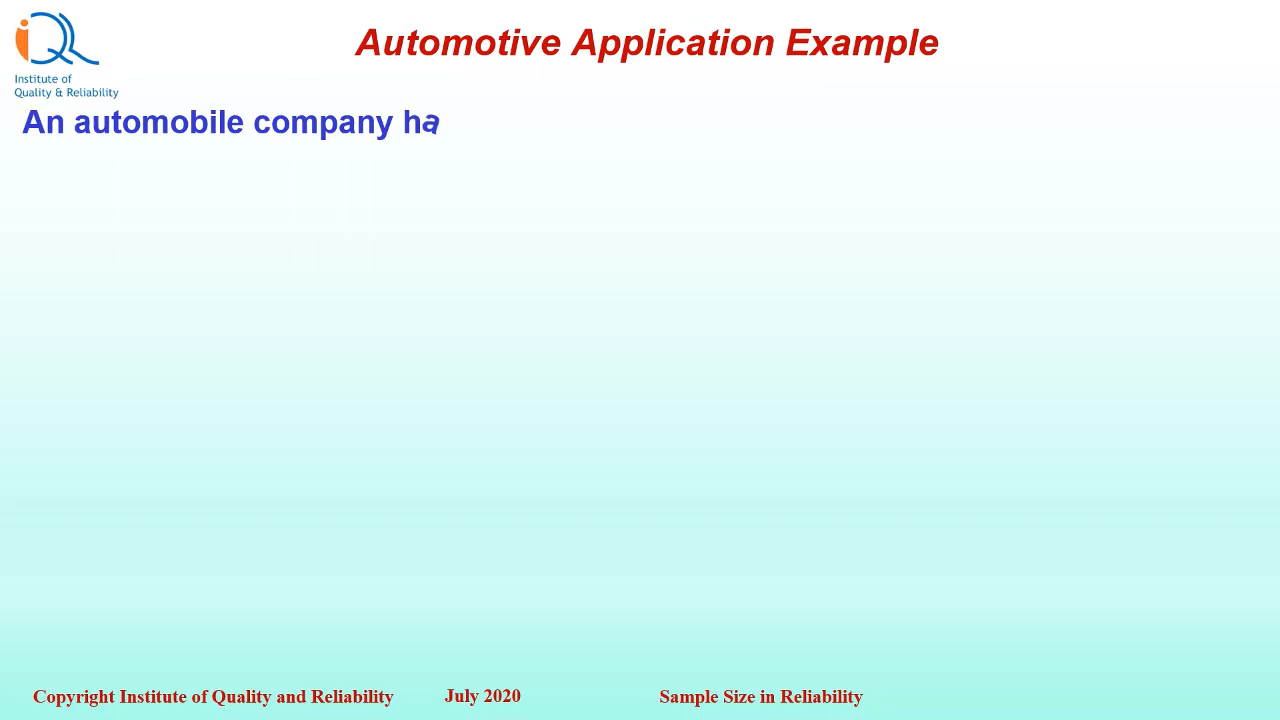 Automotive Application Example
Institute of
Quality & Reliability
An automobile company ha
Copyright Institute of Quality and Reliability July 2020 Sample Size in Reliability